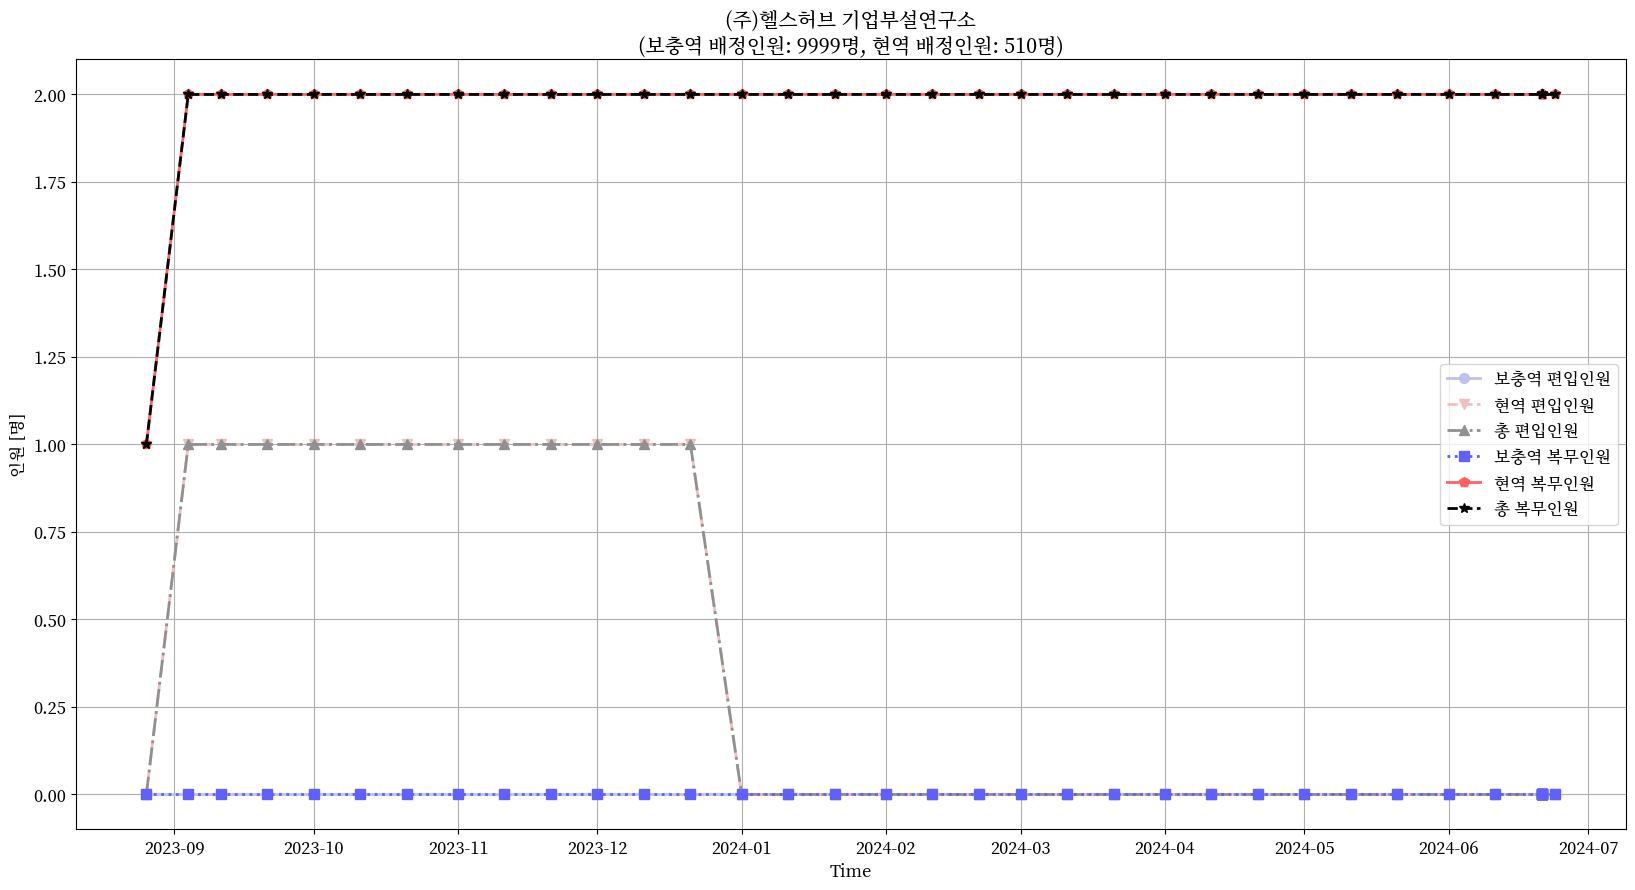 (주)헬스허브 기업부설연구소
(보충역 배정인원: 9999명, 현역 배정인원: 510명)
인원 [명]
2.00
1.75
1.50
1.25
1.00
0.75
0.50
0.25
0.00
보충역 편입인원
현역 편입인원
총 편입인원
보충역 복무인원
현역 복무인원
총 복무인원
2023-09 2023-10 2023-11 2023-12 2024-01 2024-02 2024-03 2024-04 2024-05 2024-06 2024-07
Time